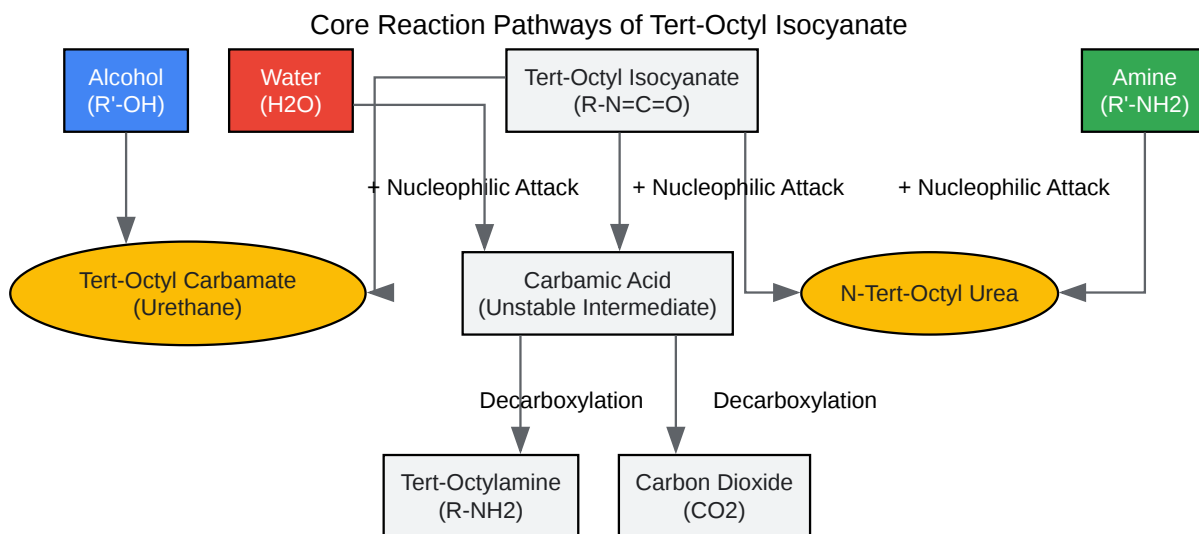 Core Reaction Pathways of Tert-Octyl Isocyanate
Alcohol
(R'-OH)
Water
(H2O)
Tert-Octyl Isocyanate
(R-N=C=O)
Amine
(R'-NH2)
+ Nucleophilic Attack
+ Nucleophilic Attack
+ Nucleophilic Attack
Tert-Octyl Carbamate
(Urethane)
Carbamic Acid
(Unstable Intermediate)
N-Tert-Octyl Urea
Decarboxylation
Decarboxylation
Tert-Octylamine
(R-NH2)
Carbon Dioxide
(CO2)